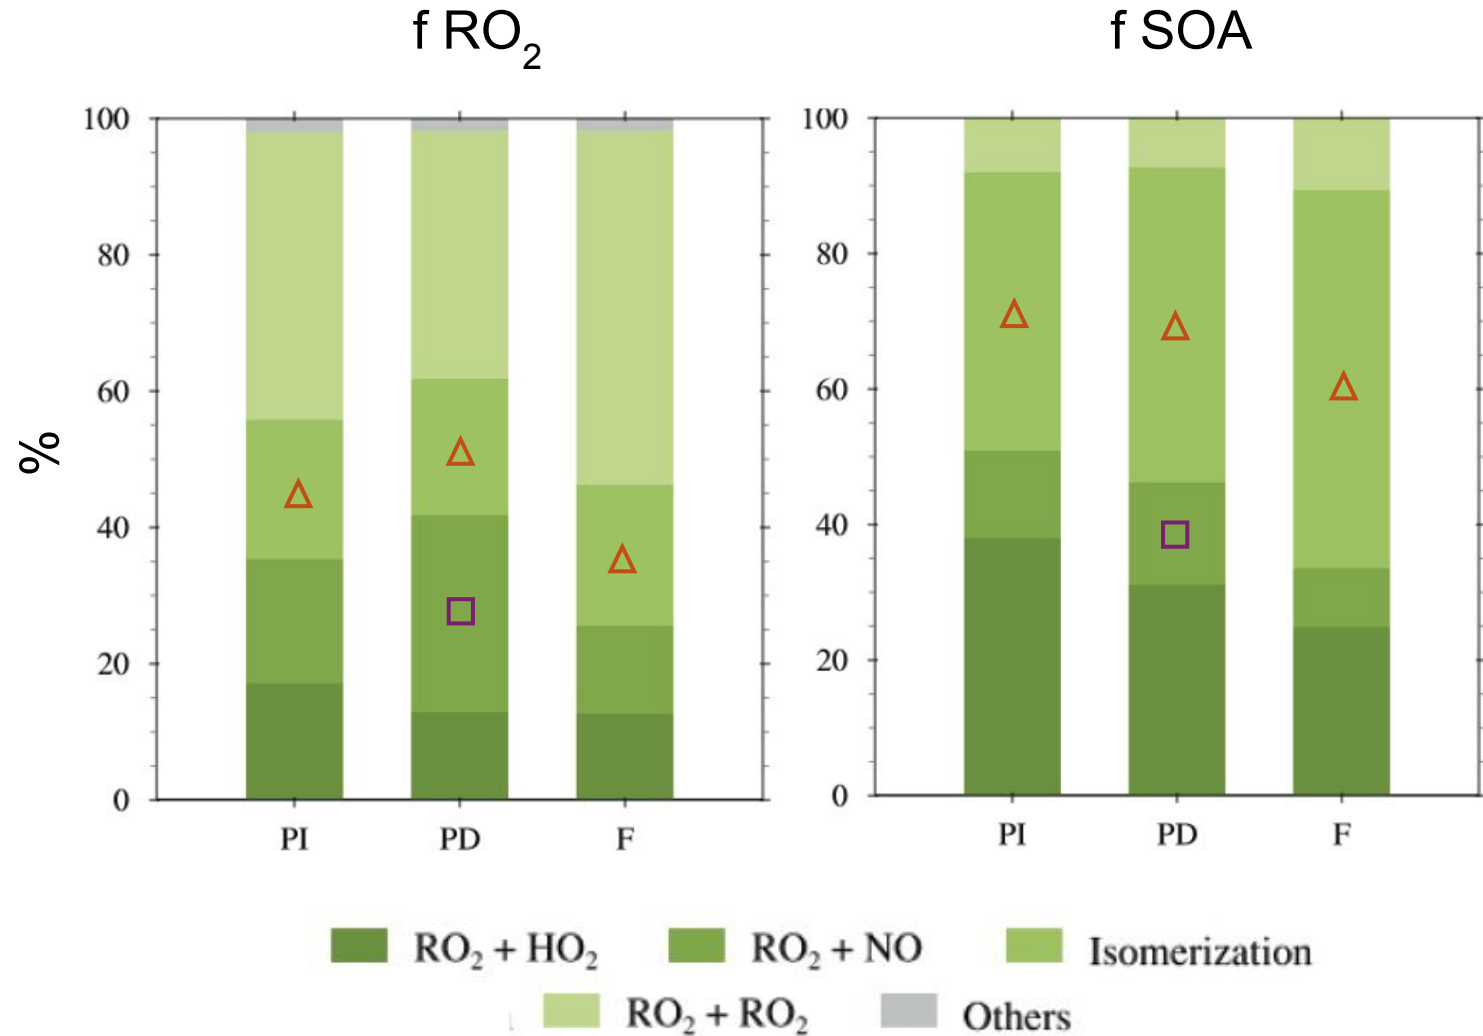 f RO₂ f SOA
%
100
80
60
40
20
0
PI PD F
100
80
60
40
20
0
PI PD F
RO₂ + HO₂ RO₂ + NO Isomerization
RO₂ + RO₂ Others